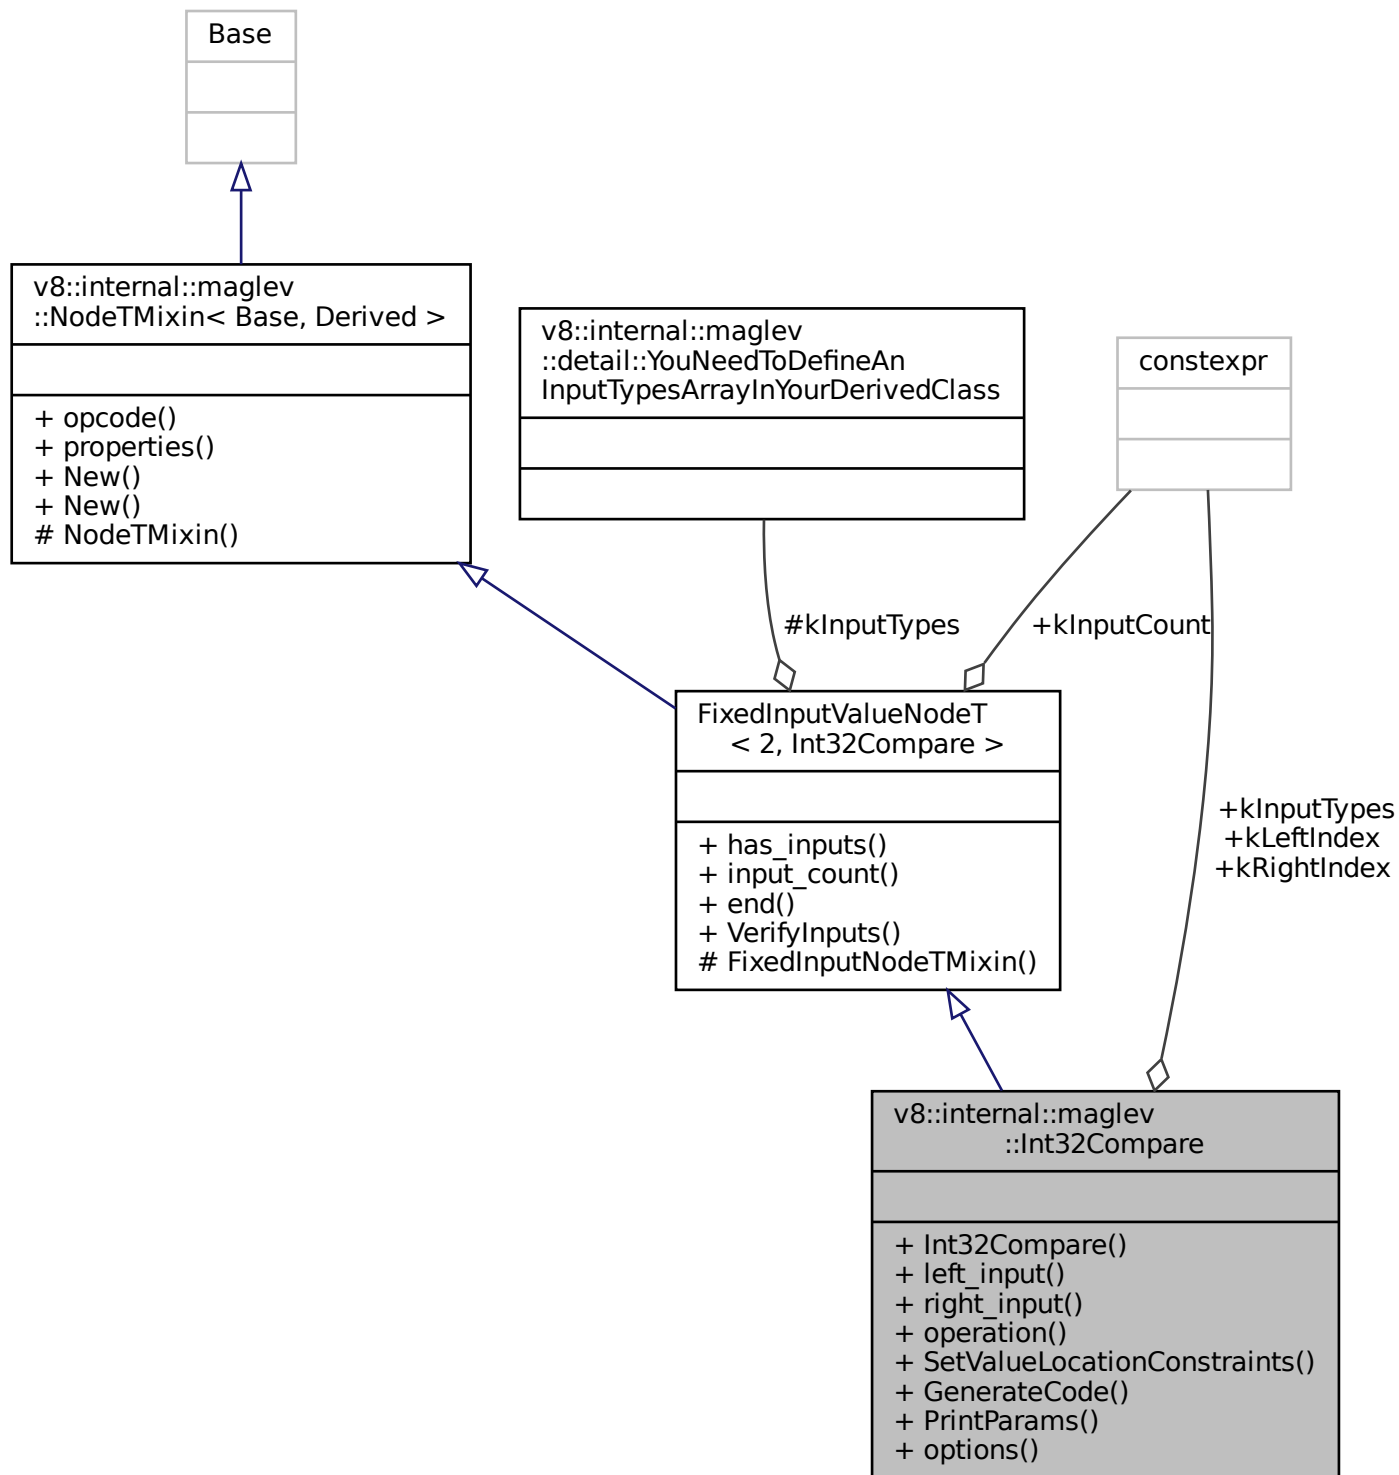 Base
v8::internal::maglev
::NodeTMixin< Base, Derived >
+ opcode()
+ properties()
+ New()
+ New()
# NodeTMixin()
v8::internal::maglev
::detail::YouNeedToDefineAn
InputTypesArrayInYourDerivedClass
constexpr
#kInputTypes
+kInputCount
FixedInputValueNodeT
< 2, Int32Compare >
+ has_inputs()
+ input_count()
+ end()
+ VerifyInputs()
# FixedInputNodeTMixin()
+kInputTypes
+kLeftIndex
+kRightIndex
v8::internal::maglev
::Int32Compare
+ Int32Compare()
+ left_input()
+ right_input()
+ operation()
+ SetValueLocationConstraints()
+ GenerateCode()
+ PrintParams()
+ options()